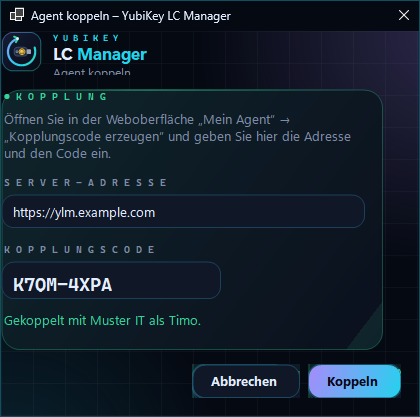 Agent koppeln – YubiKey LC Manager
YUBIKEY
LC Manager
Agent koppeln
KOPPLUNG
Öffnen Sie in der Weboberfläche „Mein Agent“ →
„Kopplungscode erzeugen“ und geben Sie hier die Adresse
und den Code ein.
SERVER-ADRESSE
https://ylm.example.com
KOPPLUNGSCODE
K7QM-4XPA
Gekoppelt mit Muster IT als Timo.
Abbrechen
Koppeln